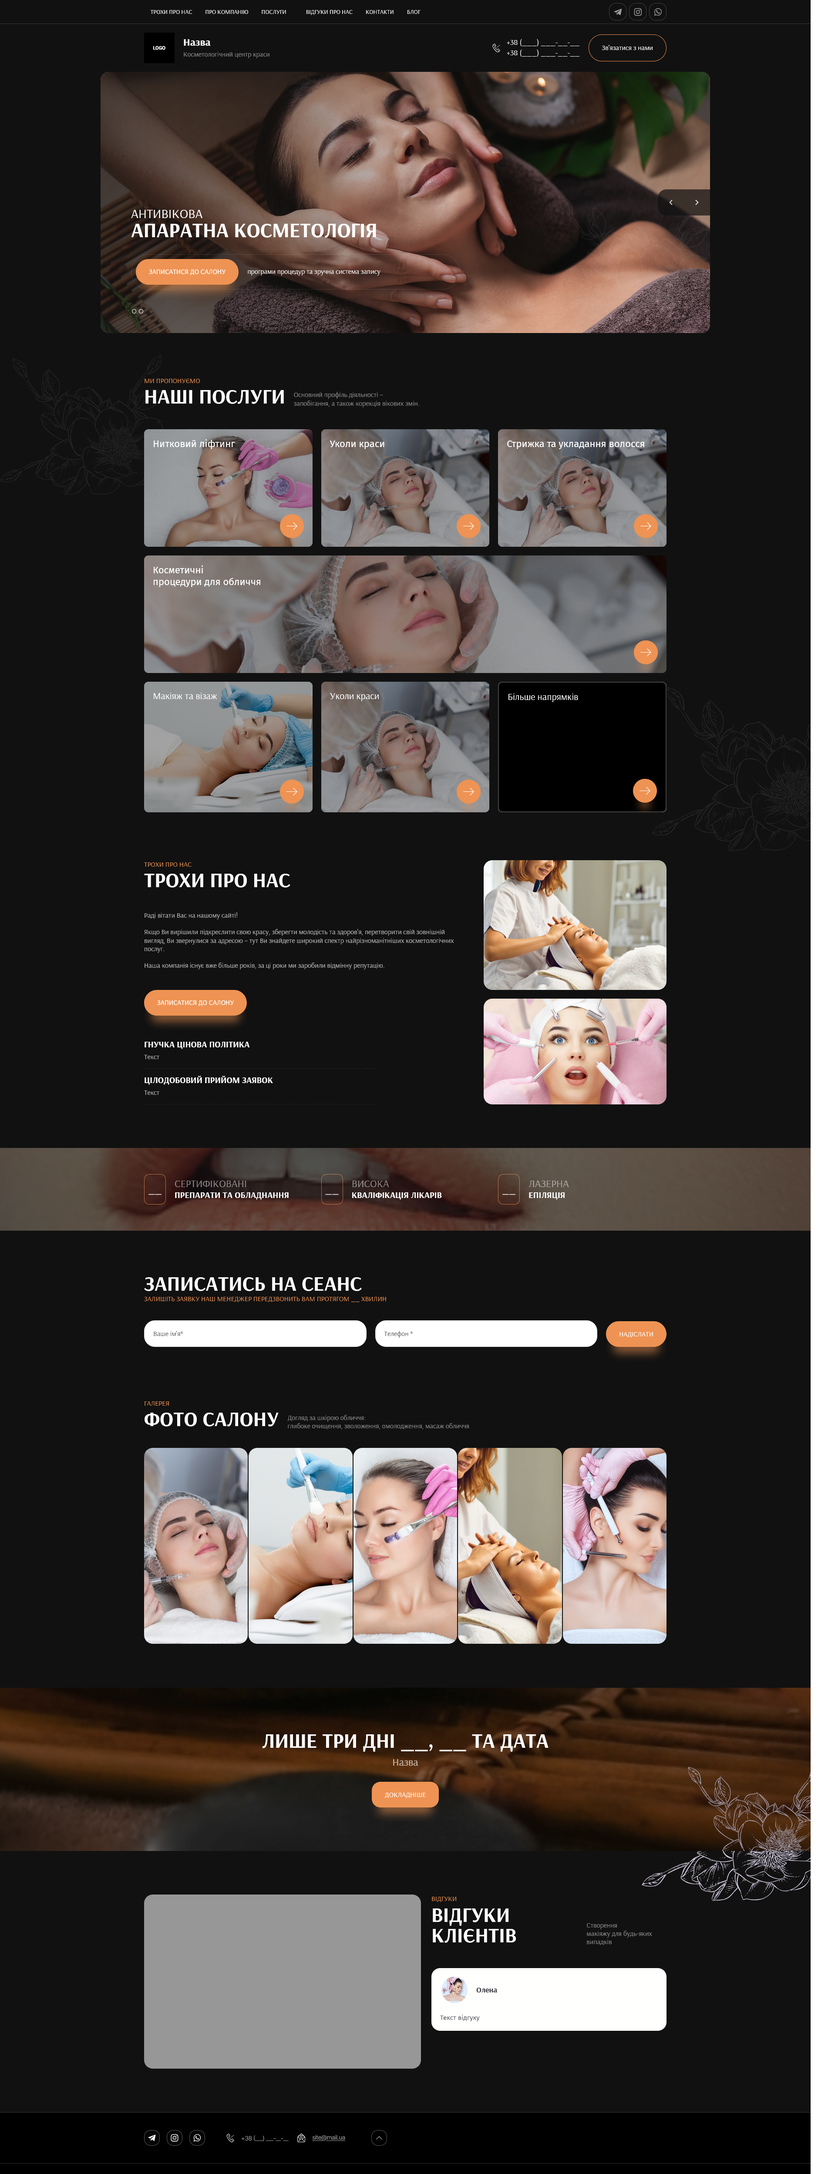 ТРОХИ ПРО НАС ПРО КОМПАНІЮ ПОСЛУГИ ВІДГУКИ ПРО НАС КОНТАКТИ БЛОГ
LOGO
Назва
Косметологічний центр краси
+38 (___) ___-__-__
+38 (___) ___-__-__
Зв'язатися з нами
АНТИВІКОВА
АПАРАТНА КОСМЕТОЛОГІЯ
ЗАПИСАТИСЯ ДО САЛОНУ
програми процедур та зручна система запису
МИ ПРОПОНУЄМО
НАШІ ПОСЛУГИ
Основний профіль діяльності –
запобігання, а також корекція вікових змін.
Нитковий ліфтинг
Уколи краси
Стрижка та укладання волосся
Косметичні
процедури для обличчя
Макіяж та візаж
Уколи краси
Більше напрямків
ТРОХИ ПРО НАС
ТРОХИ ПРО НАС
Раді вітати Вас на нашому сайті!
Якщо Ви вирішили підкреслити свою красу, зберегти молодість та здоров'я, перетворити свій зовнішній
вигляд, Ви звернулися за адресою – тут Ви знайдете широкий спектр найрізноманітніших косметологічних
послуг.
Наша компанія існує вже більше років, за ці роки ми заробили відмінну репутацію.
ЗАПИСАТИСЯ ДО САЛОНУ
ГНУЧКА ЦІНОВА ПОЛІТИКА
Текст
ЦІЛОДОБОВИЙ ПРИЙОМ ЗАЯВОК
Текст
__ СЕРТИФІКОВАНІ
ПРЕПАРАТИ ТА ОБЛАДНАННЯ
__ ВИСОКА
КВАЛІФІКАЦІЯ ЛІКАРІВ
__ ЛАЗЕРНА
ЕПІЛЯЦІЯ
ЗАПИСАТИСЬ НА СЕАНС
ЗАЛИШІТЬ ЗАЯВКУ НАШ МЕНЕДЖЕР ПЕРЕДЗВОНИТЬ ВАМ ПРОТЯГОМ __ ХВИЛИН
Ваше ім'я*
Телефон *
НАДІСЛАТИ
ГАЛЕРЕЯ
ФОТО САЛОНУ
Догляд за шкірою обличчя:
глибоке очищення, зволоження, омолодження, масаж обличчя
ЛИШЕ ТРИ ДНІ __, __ ТА ДАТА
Назва
ДОКЛАДНІШЕ
ВІДГУКИ
ВІДГУКИ
КЛІЄНТІВ
Створення
макіяжу для будь-яких
випадків
Олена
Текст відгуку
+38 (__) __-_-__
site@mail.ua